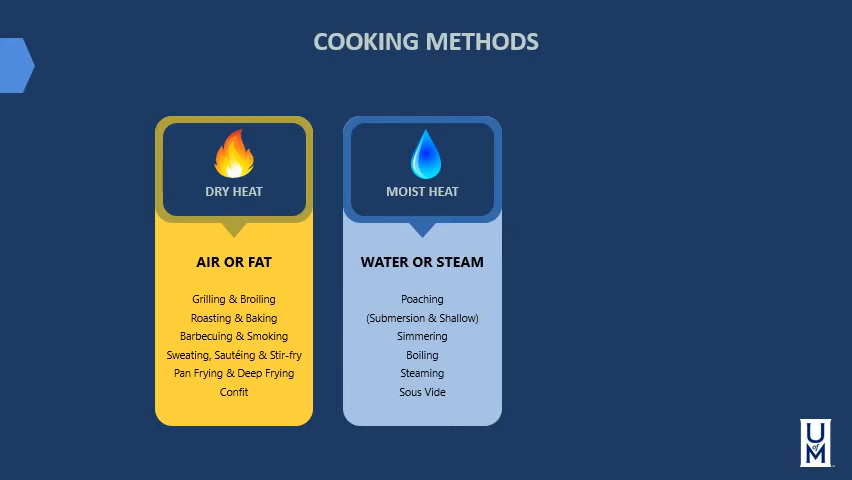 COOKING METHODS
DRY HEAT
AIR OR FAT
Grilling & Broiling
Roasting & Baking
Barbecuing & Smoking
Sweating, Sautéing & Stir-fry
Pan Frying & Deep Frying
Confit
MOIST HEAT
WATER OR STEAM
Poaching
(Submersion & Shallow)
Simmering
Boiling
Steaming
Sous Vide
U
of
M